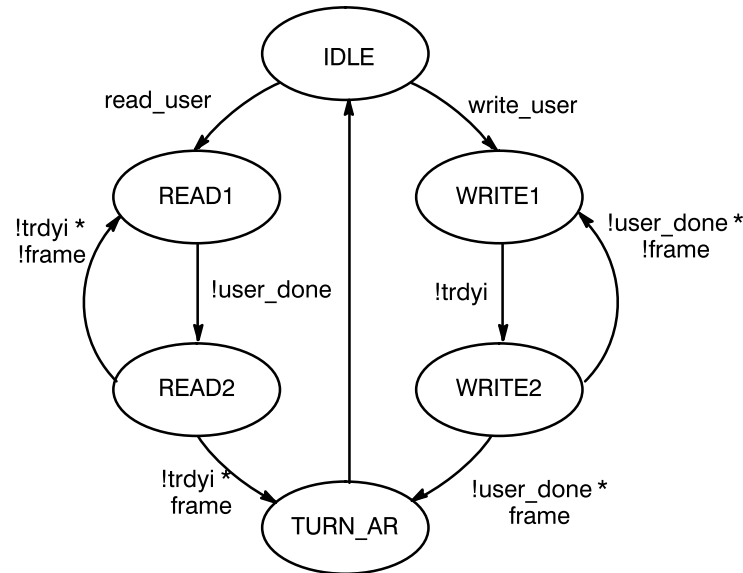 IDLE
read_user
write_user
READ1
WRITE1
!trdyi *
!frame
!user_done *
!frame
!user_done
!trdyi
READ2
WRITE2
!trdyi *
frame
!user_done *
frame
TURN_AR